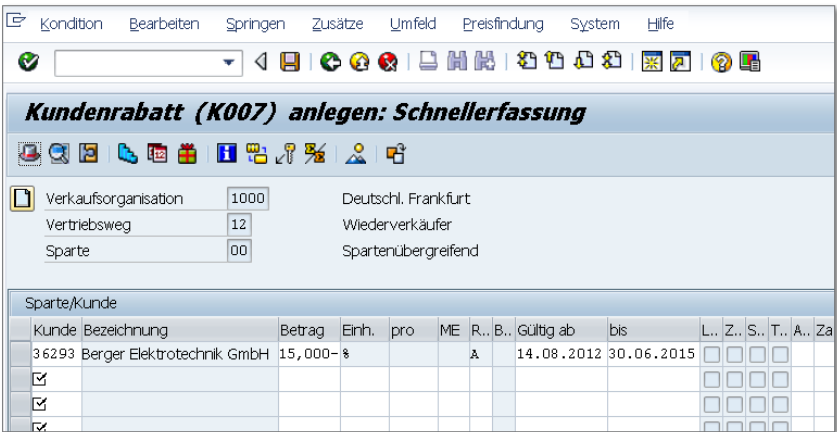 Kondition Bearbeiten Springen Zusätze Umfeld Preisfindung System Hilfe
Kundenrabatt (K007) anlegen: Schnellerfassung
Verkaufsorganisation 1000 Deutschl. Frankfurt
Vertriebsweg 12 Wiederverkäufer
Sparte 00 Spartenübergreifend
Sparte/Kunde
Kunde Bezeichnung Betrag Einh. pro ME R.. B.. Gültig ab bis L.. Z.. S.. T.. A.. Za
36293 Berger Elektrotechnik GmbH 15,000- % A 14.08.2012 30.06.2015